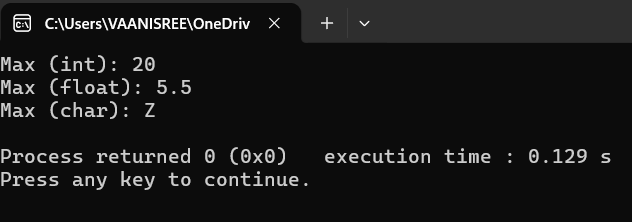 C:\Users\VAANISREE\OneDriv
Max (int): 20
Max (float): 5.5
Max (char): Z
Process returned 0 (0x0)   execution time : 0.129 s
Press any key to continue.